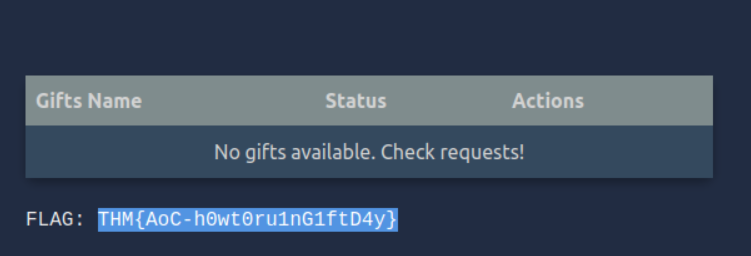 Gifts Name Status Actions
No gifts available. Check requests!
FLAG: THM{AoC-h0wt0ru1nG1ftD4y}